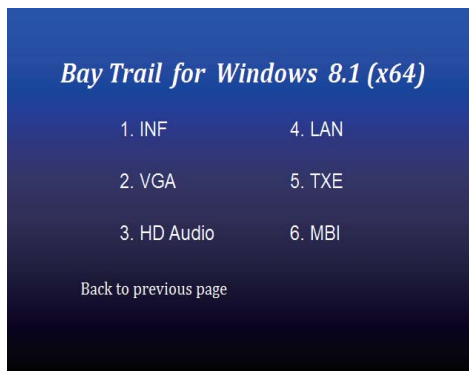 Bay Trail for Windows 8.1 (x64)
1. INF
4. LAN
2. VGA
5. TXE
3. HD Audio
6. MBI
Back to previous page